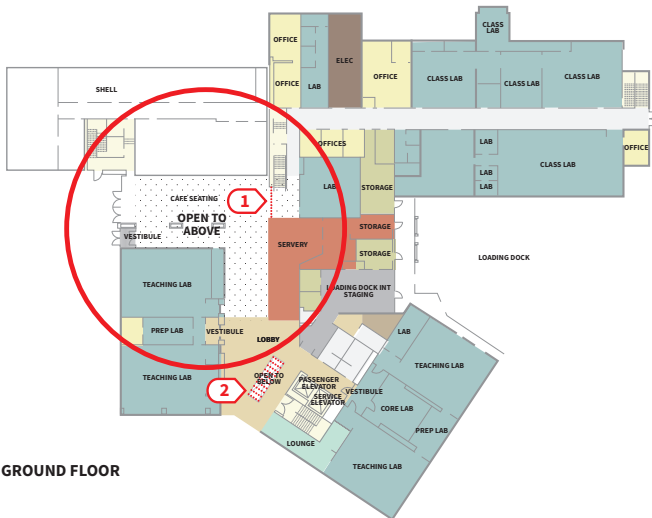 CLASS
LAB
OFFICE
ELEC
OFFICE
OFFICE
LAB
CLASS LAB
CLASS LAB
CLASS LAB
SHELL
OFFICES
LAB
OFFICE
CLASS LAB
LAB
LAB
LAB
STORAGE
CAFE SEATING
1
OPEN TO
ABOVE
STORAGE
VESTIBULE
SERVERY
STORAGE
LOADING DOCK
TEACHING LAB
LOADING DOCK INT
STAGING
PREP LAB
VESTIBULE
LOBBY
LAB
TEACHING LAB
TEACHING LAB
OPEN TO
BELOW
2
PASSENGER
ELEVATOR
SERVICE
ELEVATOR
VESTIBULE
CORE LAB
PREP LAB
LOUNGE
TEACHING LAB
GROUND FLOOR